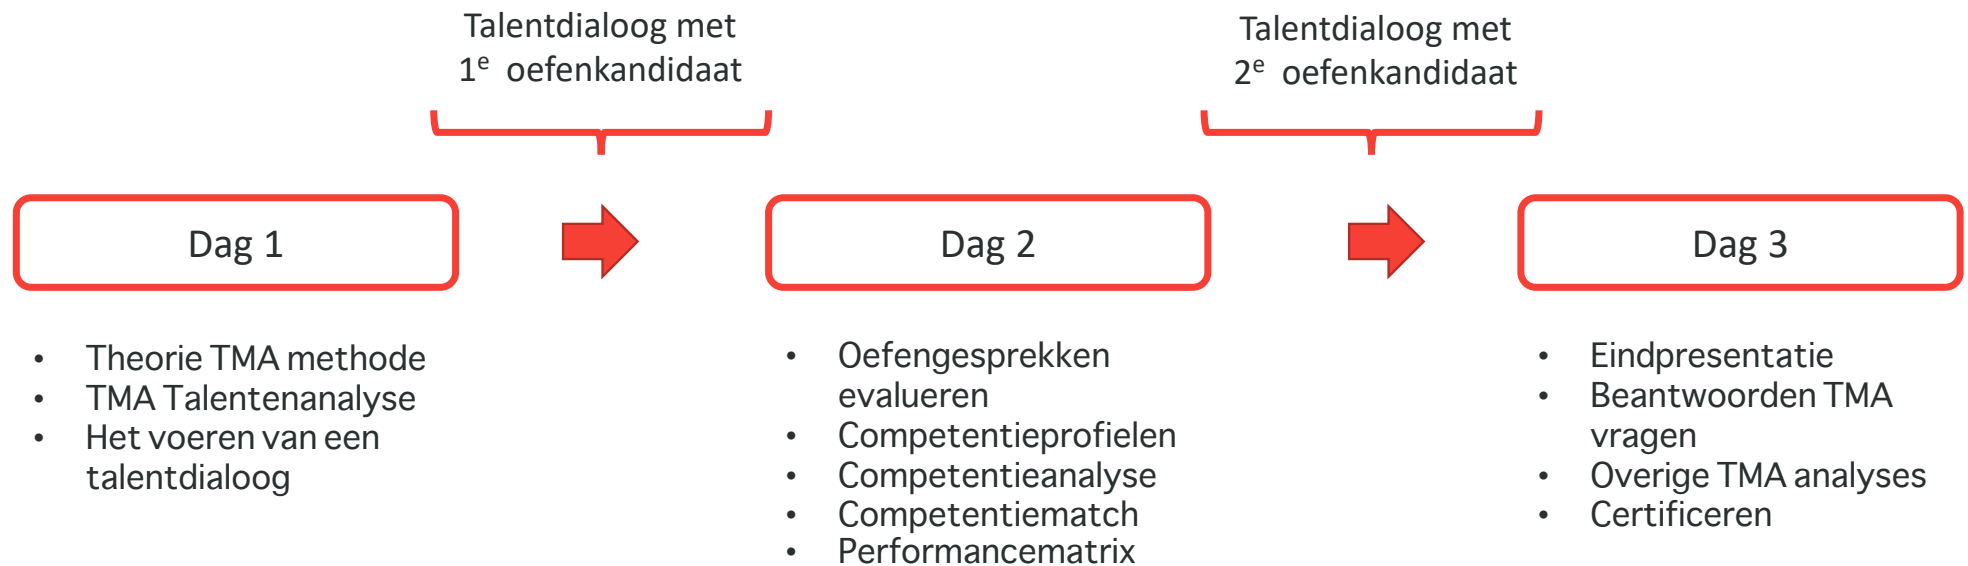 Talentdialoog met
1e oefenkandidaat
Talentdialoog met
2e oefenkandidaat
Dag 1
Dag 2
Dag 3
• Theorie TMA methode
• TMA Talentenanalyse
• Het voeren van een
talentdialoog
• Oefengesprekken
evalueren
• Competentieprofielen
• Competentieanalyse
• Competentiematch
• Performancematrix
• Eindpresentatie
• Beantwoorden TMA
vragen
• Overige TMA analyses
• Certificeren